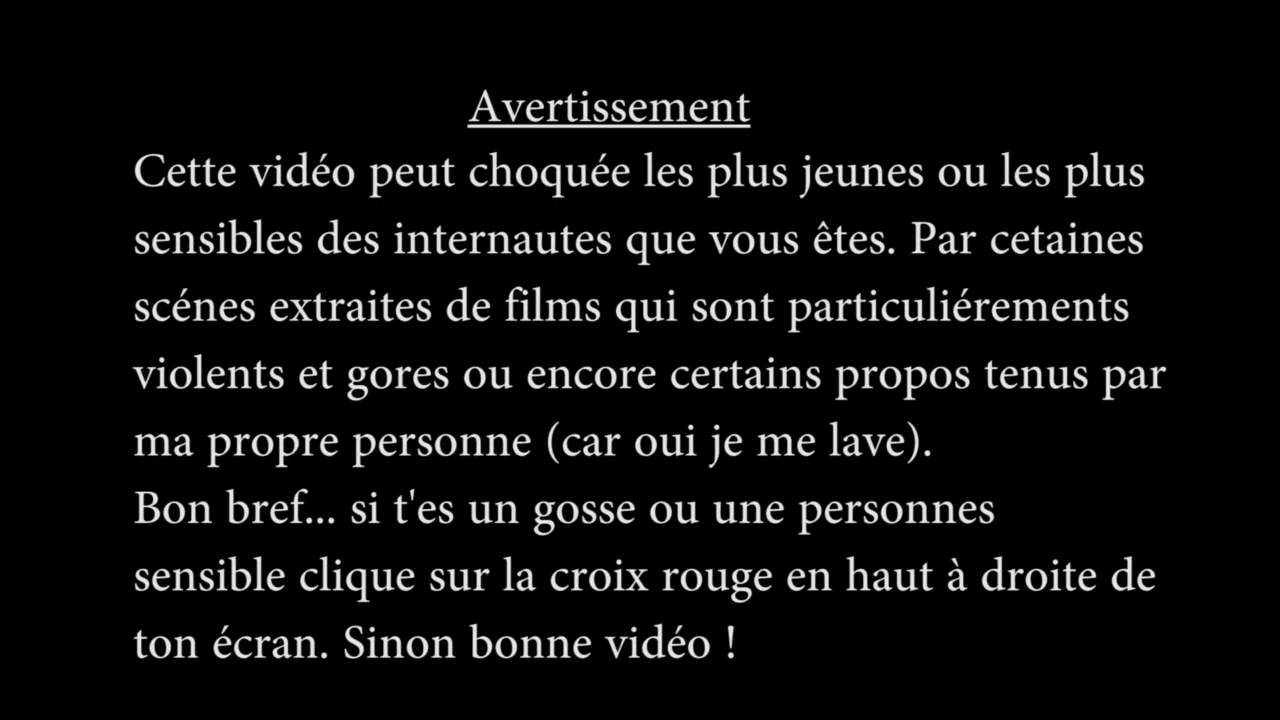 Avertissement
Cette vidéo peut choquée les plus jeunes ou les plus
sensibles des internautes que vous êtes. Par cetaines
scénes extraites de films qui sont particuliérements
violents et gores ou encore certains propos tenus par
ma propre personne (car oui je me lave).
Bon bref... si t'es un gosse ou une personnes
sensible clique sur la croix rouge en haut à droite de
ton écran. Sinon bonne vidéo !